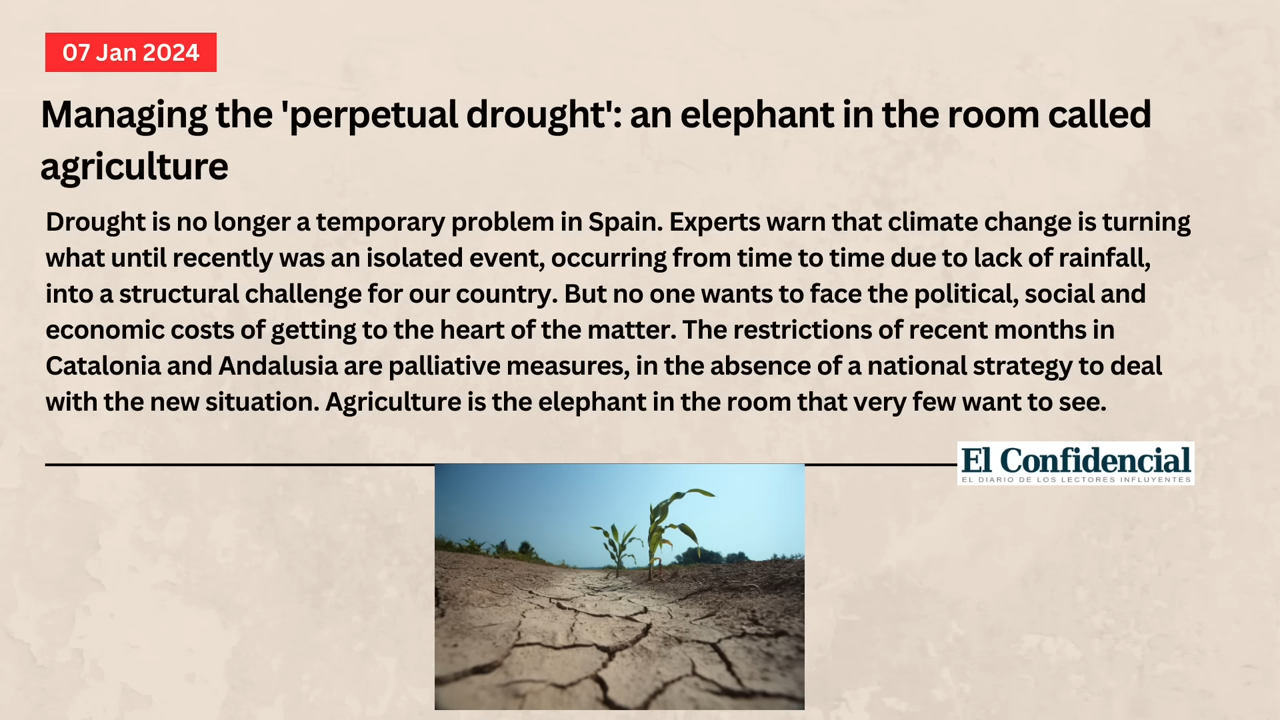 07 Jan 2024
Managing the 'perpetual drought': an elephant in the room called
agriculture
Drought is no longer a temporary problem in Spain. Experts warn that climate change is turning
what until recently was an isolated event, occurring from time to time due to lack of rainfall,
into a structural challenge for our country. But no one wants to face the political, social and
economic costs of getting to the heart of the matter. The restrictions of recent months in
Catalonia and Andalusia are palliative measures, in the absence of a national strategy to deal
with the new situation. Agriculture is the elephant in the room that very few want to see.
El Confidencial
EL DIARIO DE LOS LECTORES INFLUYENTES